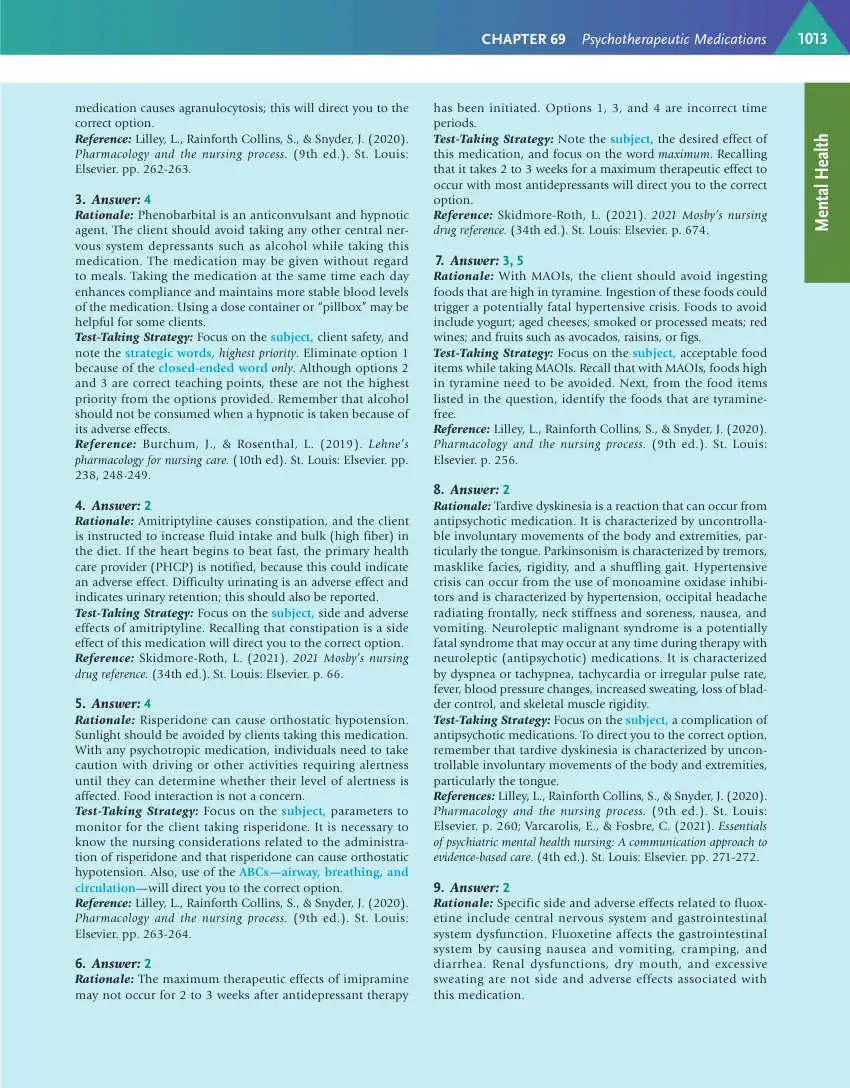 CHAPTER 69 Psychotherapeutic Medications 1013
medication causes agranulocytosis; this will direct you to the
correct option.
Reference: Lilley, L., Rainforth Collins, S., & Snyder, J. (2020).
Pharmacology and the nursing process. (9th ed.). St. Louis:
Elsevier. pp. 262-263.
3. Answer: 4
Rationale: Phenobarbital is an anticonvulsant and hypnotic
agent. The client should avoid taking any other central ner-
vous system depressants such as alcohol while taking this
medication. The medication may be given without regard
to meals. Taking the medication at the same time each day
enhances compliance and maintains more stable blood levels
of the medication. Using a dose container or “pillbox” may be
helpful for some clients.
Test-Taking Strategy: Focus on the subject, client safety, and
note the strategic words, highest priority. Eliminate option 1
because of the closed-ended word only. Although options 2
and 3 are correct teaching points, these are not the highest
priority from the options provided. Remember that alcohol
should not be consumed when a hypnotic is taken because of
its adverse effects.
Reference: Burchum, J., & Rosenthal, L. (2019). Lehne’s
pharmacology for nursing care. (10th ed). St. Louis: Elsevier. pp.
238, 248-249.
4. Answer: 2
Rationale: Amitriptyline causes constipation, and the client
is instructed to increase fluid intake and bulk (high fiber) in
the diet. If the heart begins to beat fast, the primary health
care provider (PHCP) is notified, because this could indicate
an adverse effect. Difficulty urinating is an adverse effect and
indicates urinary retention; this should also be reported.
Test-Taking Strategy: Focus on the subject, side and adverse
effects of amitriptyline. Recalling that constipation is a side
effect of this medication will direct you to the correct option.
Reference: Skidmore-Roth, L. (2021). 2021 Mosby’s nursing
drug reference. (34th ed.). St. Louis: Elsevier. p. 66.
5. Answer: 4
Rationale: Risperidone can cause orthostatic hypotension.
Sunlight should be avoided by clients taking this medication.
With any psychotropic medication, individuals need to take
caution with driving or other activities requiring alertness
until they can determine whether their level of alertness is
affected. Food interaction is not a concern.
Test-Taking Strategy: Focus on the subject, parameters to
monitor for the client taking risperidone. It is necessary to
know the nursing considerations related to the administra-
tion of risperidone and that risperidone can cause orthostatic
hypotension. Also, use of the ABCs—airway, breathing, and
circulation—will direct you to the correct option.
Reference: Lilley, L., Rainforth Collins, S., & Snyder, J. (2020).
Pharmacology and the nursing process. (9th ed.). St. Louis:
Elsevier. pp. 263-264.
6. Answer: 2
Rationale: The maximum therapeutic effects of imipramine
may not occur for 2 to 3 weeks after antidepressant therapy
has been initiated. Options 1, 3, and 4 are incorrect time
periods.
Test-Taking Strategy: Note the subject, the desired effect of
this medication, and focus on the word maximum. Recalling
that it takes 2 to 3 weeks for a maximum therapeutic effect to
occur with most antidepressants will direct you to the correct
option.
Reference: Skidmore-Roth, L. (2021). 2021 Mosby’s nursing
drug reference. (34th ed.). St. Louis: Elsevier. p. 674.
7. Answer: 3, 5
Rationale: With MAOIs, the client should avoid ingesting
foods that are high in tyramine. Ingestion of these foods could
trigger a potentially fatal hypertensive crisis. Foods to avoid
include yogurt; aged cheeses; smoked or processed meats; red
wines; and fruits such as avocados, raisins, or figs.
Test-Taking Strategy: Focus on the subject, acceptable food
items while taking MAOIs. Recall that with MAOIs, foods high
in tyramine need to be avoided. Next, from the food items
listed in the question, identify the foods that are tyramine-
free.
Reference: Lilley, L., Rainforth Collins, S., & Snyder, J. (2020).
Pharmacology and the nursing process. (9th ed.). St. Louis:
Elsevier. p. 256.
8. Answer: 2
Rationale: Tardive dyskinesia is a reaction that can occur from
antipsychotic medication. It is characterized by uncontrolla-
ble involuntary movements of the body and extremities, par-
ticularly the tongue. Parkinsonism is characterized by tremors,
masklike facies, rigidity, and a shuffling gait. Hypertensive
crisis can occur from the use of monoamine oxidase inhibi-
tors and is characterized by hypertension, occipital headache
radiating frontally, neck stiffness and soreness, nausea, and
vomiting. Neuroleptic malignant syndrome is a potentially
fatal syndrome that may occur at any time during therapy with
neuroleptic (antipsychotic) medications. It is characterized
by dyspnea or tachypnea, tachycardia or irregular pulse rate,
fever, blood pressure changes, increased sweating, loss of blad-
der control, and skeletal muscle rigidity.
Test-Taking Strategy: Focus on the subject, a complication of
antipsychotic medications. To direct you to the correct option,
remember that tardive dyskinesia is characterized by uncon-
trollable involuntary movements of the body and extremities,
particularly the tongue.
References: Lilley, L., Rainforth Collins, S., & Snyder, J. (2020).
Pharmacology and the nursing process. (9th ed.). St. Louis:
Elsevier. p. 260; Varcarolis, E., & Fosbre, C. (2021). Essentials
of psychiatric mental health nursing: A communication approach to
evidence-based care. (4th ed.). St. Louis: Elsevier. pp. 271-272.
9. Answer: 2
Rationale: Specific side and adverse effects related to fluox-
etine include central nervous system and gastrointestinal
system dysfunction. Fluoxetine affects the gastrointestinal
system by causing nausea and vomiting, cramping, and
diarrhea. Renal dysfunctions, dry mouth, and excessive
sweating are not side and adverse effects associated with
this medication.
Mental Health